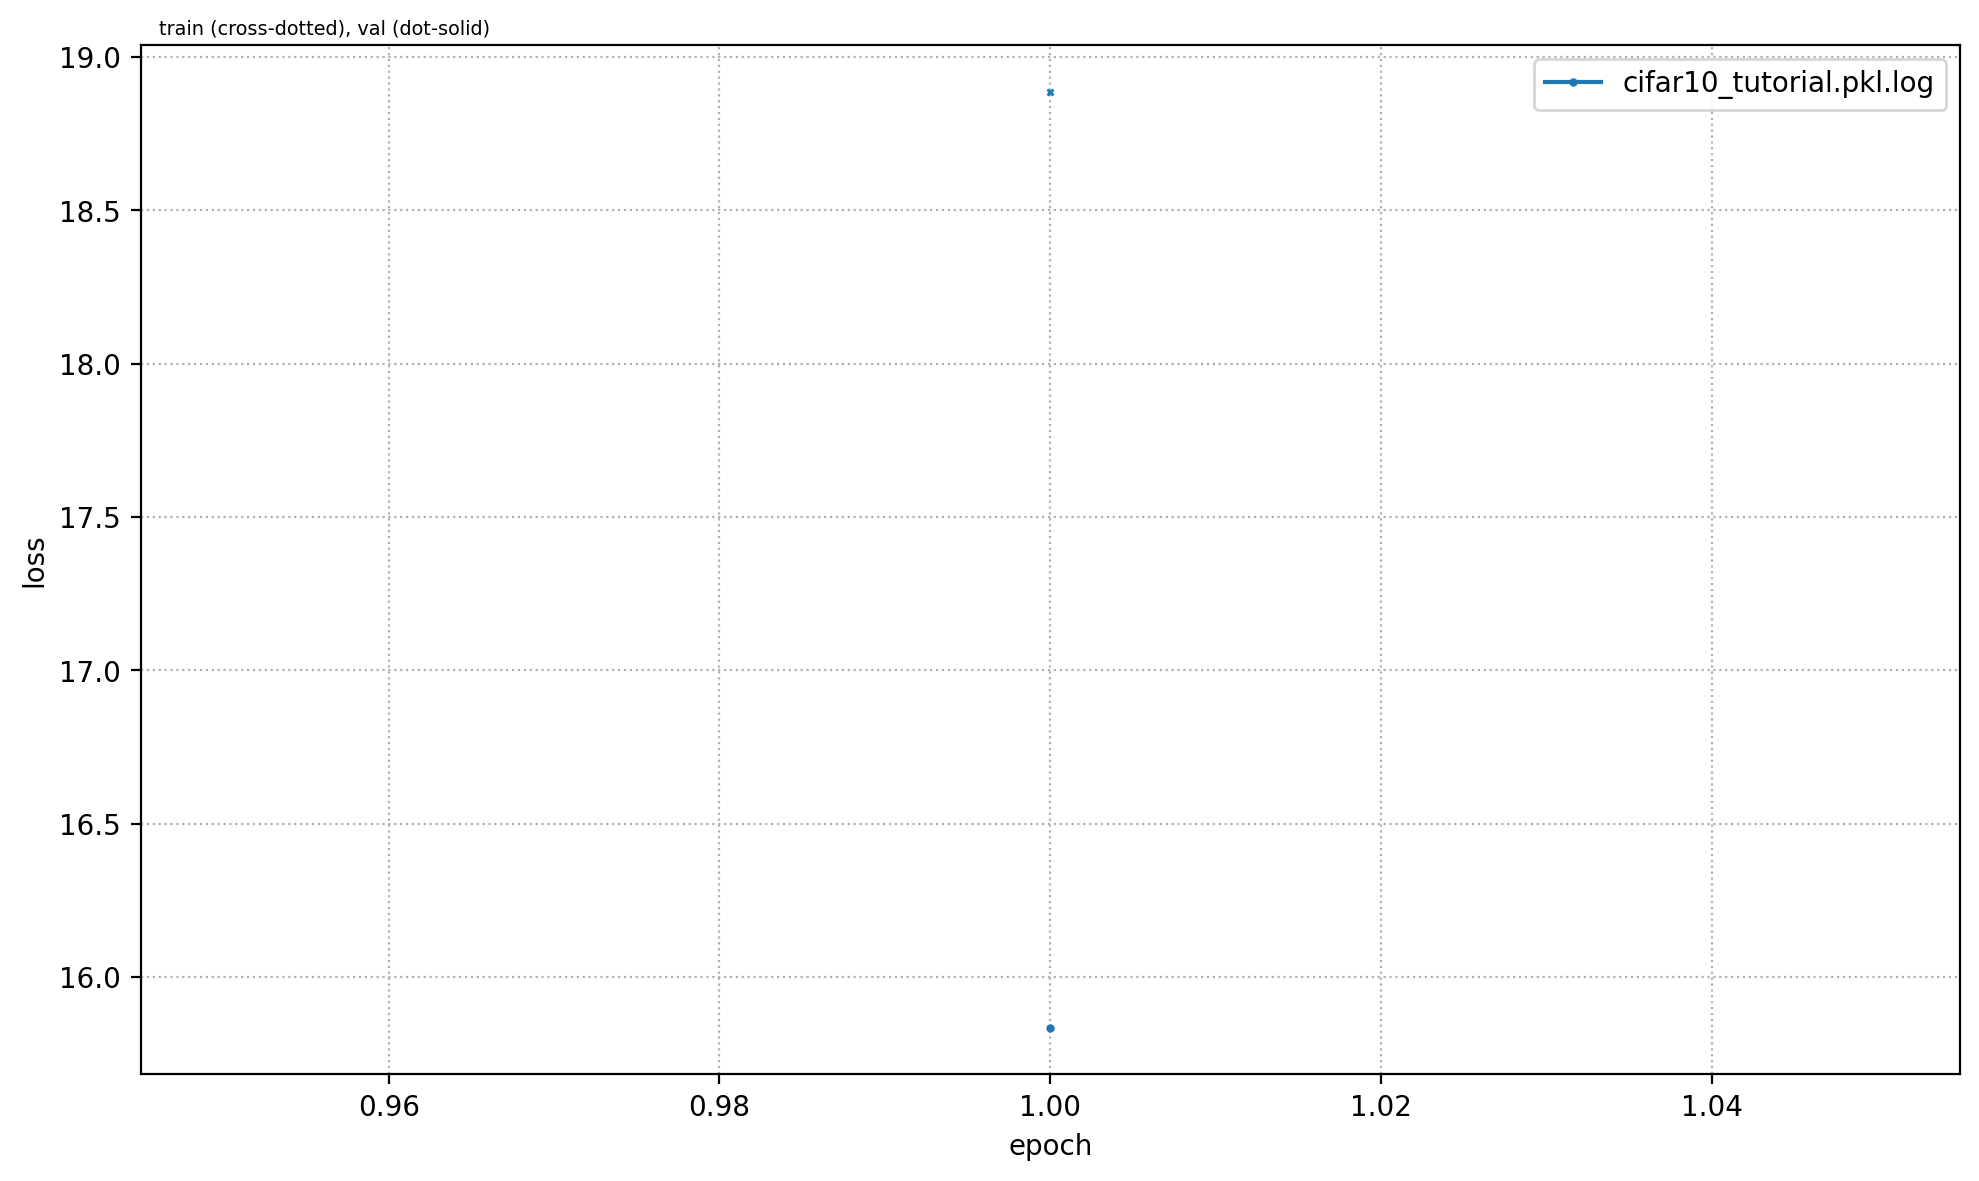 train (cross-dotted), val (dot-solid)
cifar10_tutorial.pkl.log
19.0
18.5
18.0
17.5
17.0
16.5
16.0
loss
0.96 0.98 1.00 1.02 1.04
epoch